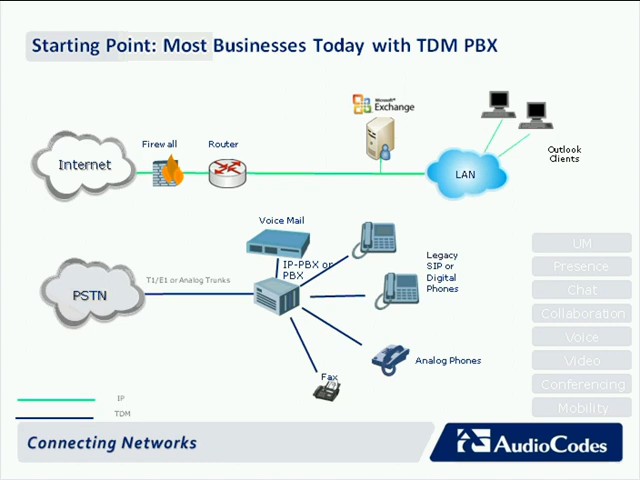 Starting Point: Most Businesses Today with TDM PBX
Microsoft
Exchange
Firewall
Router
Internet
LAN
Outlook
Clients
Voice Mail
IP-PBX or
PBX
Legacy
SIP or
Digital
Phones
T1/E1 or Analog Trunks
PSTN
Analog Phones
Fax
UM
Presence
Chat
Collaboration
Voice
Video
Conferencing
Mobility
IP
TDM
Connecting Networks
AudioCodes